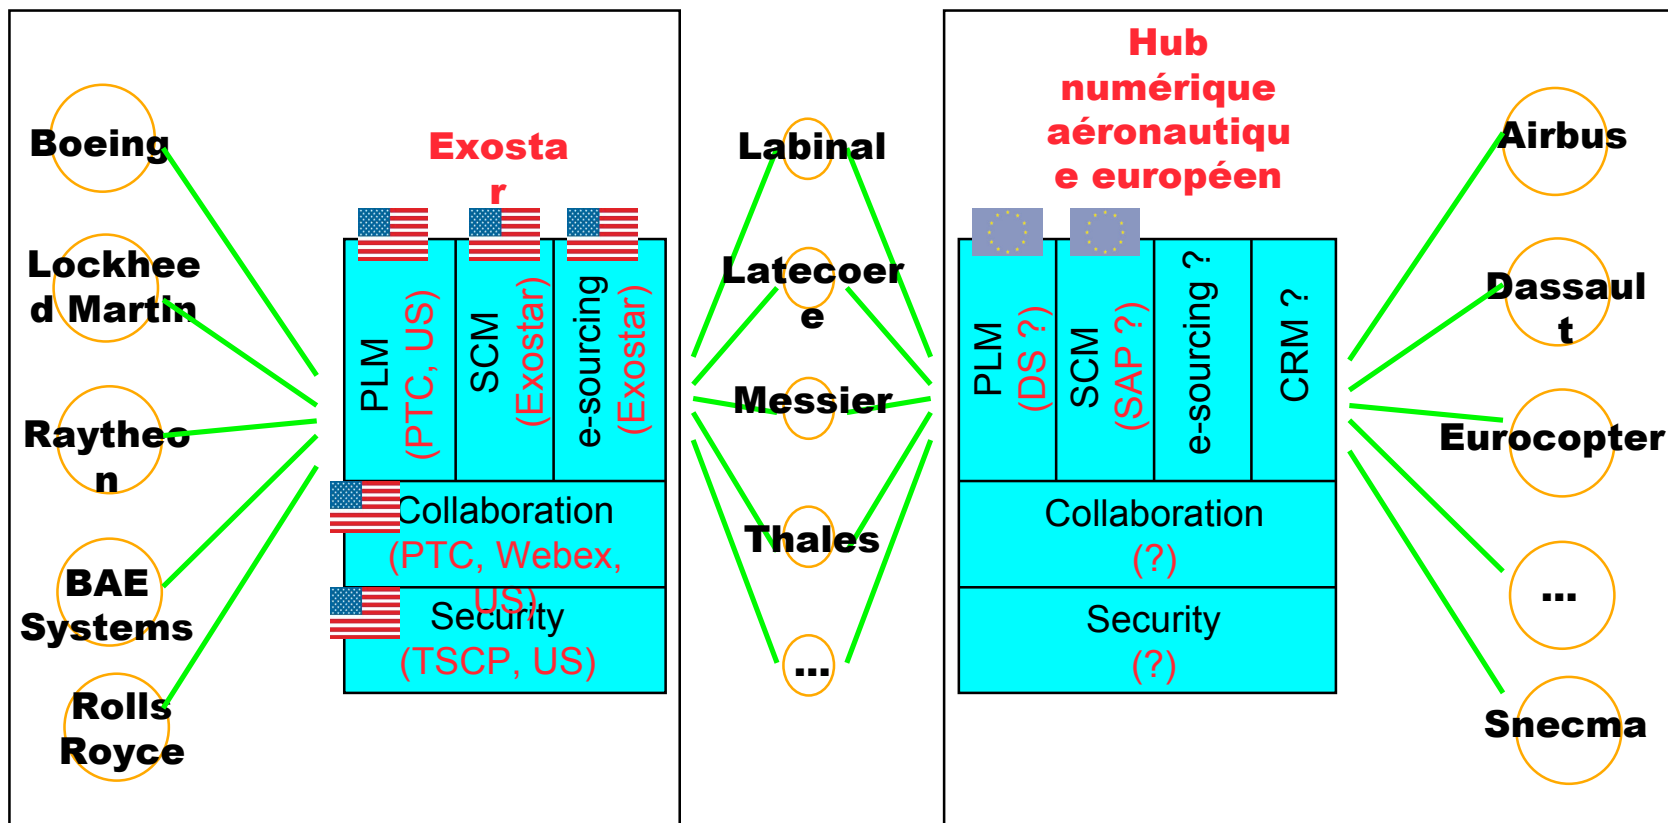 Boeing
Lockhee
d Martin
Raytheo
n
BAE
Systems
Rolls
Royce
Exosta
r
PLM
(PTC, US)
SCM
(Exostar)
e-sourcing
(Exostar)
Collaboration
(PTC, Webex,
US)
Security
(TSCP, US)
Labinal
Latecoer
e
Messier
Thales
...
Hub
numérique
aéronautiqu
e européen
PLM
(DS ?)
SCM
(SAP ?)
e-sourcing ?
CRM ?
Collaboration
(?)
Security
(?)
Airbus
Dassaul
t
Eurocopter
...
Snecma